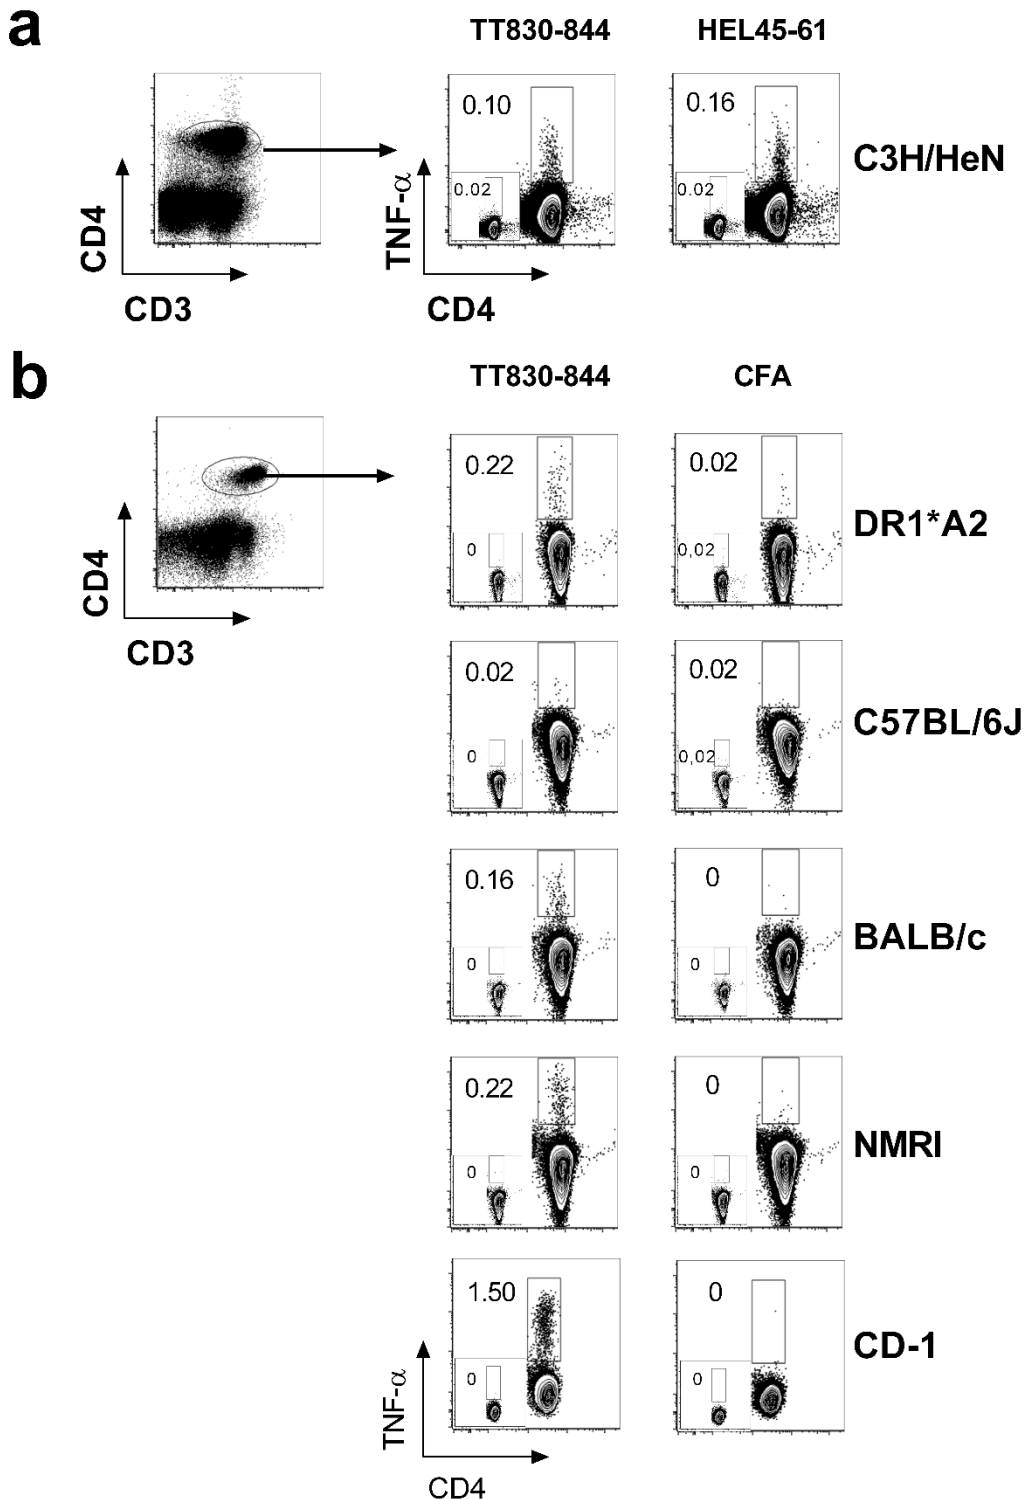 a
TT830-844 HEL45-61
0.10 0.16
C3H/HeN
0.02 0.02
CD4
TNF-α
CD3 CD4
b
TT830-844 CFA
0.22 0.02
DR1*A2
0 0,02
CD4
CD3
0.02 0.02
C57BL/6J
0 0,02
0.16 0
BALB/c
0 0
0.22 0
NMRI
0 0
1.50 0
CD-1
0 0
TNF-α
CD4